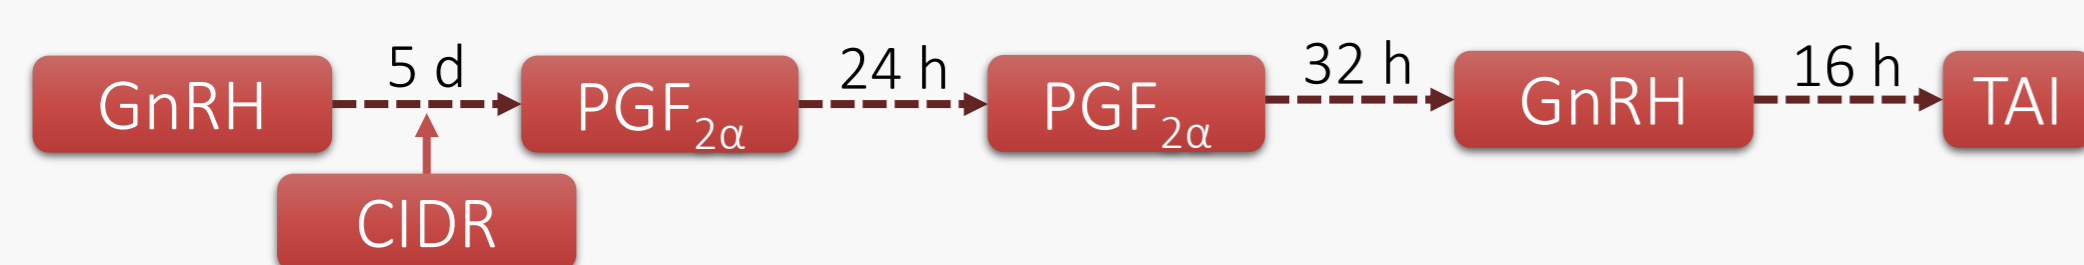 5 d 24 h 32 h 16 h
GnRH PGF₂α PGF₂α GnRH TAI
CIDR